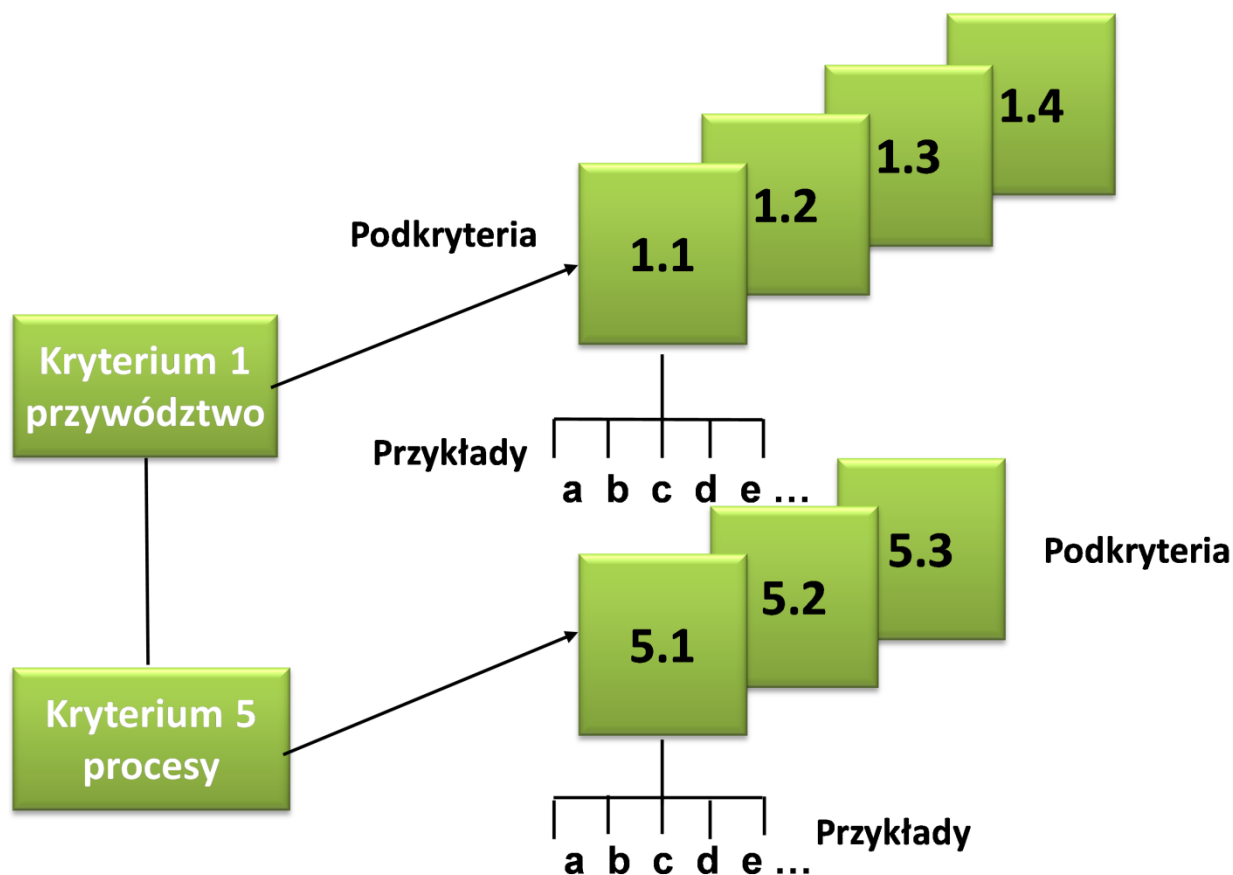 1.4
1.3
1.2
1.1
Podkryteria
Kryterium 1
przywództwo
Przykłady
a b c d e ...
5.3
5.2
5.1
Podkryteria
Kryterium 5
procesy
a b c d e ...
Przykłady